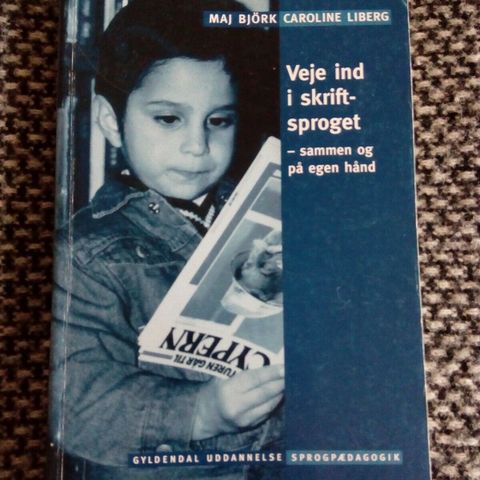 MAJ BJÖRK CAROLINE LIBERG
Veje ind
i skrift-
sproget
– sammen og
på egen hånd
TUREN GÅR TIL
CYPERN
GYLDENDAL UDDANNELSE SPROGPÆDAGOGIK